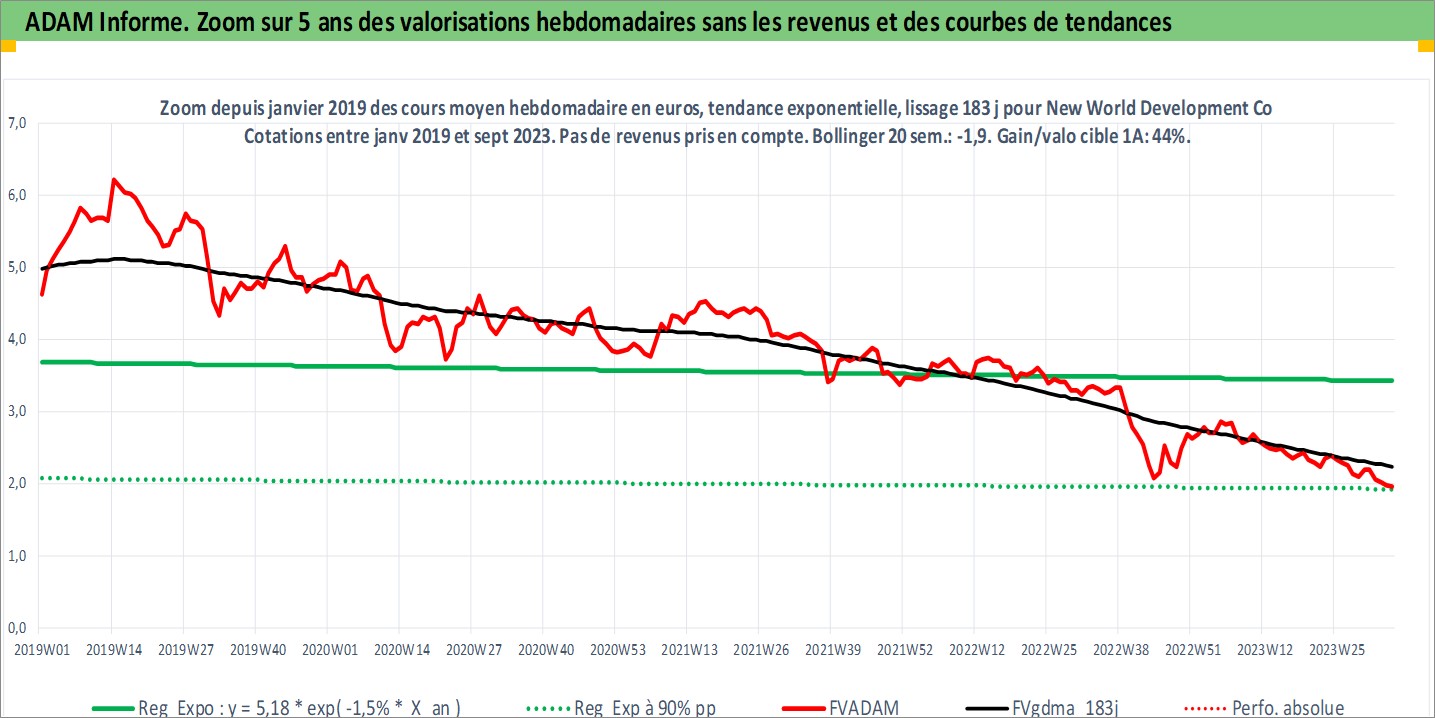 ADAM Informe. Zoom sur 5 ans des valorisations hebdomadaires sans les revenus et des courbes de tendances
Zoom depuis janvier 2019 des cours moyen hebdomadaire en euros, tendance exponentielle, lissage 183 j pour New World Development Co
Cotations entre janv 2019 et sept 2023. Pas de revenus pris en compte. Bollinger 20 sem.: -1,9. Gain/valo cible 1A: 44%.
7,0
6,0
5,0
4,0
3,0
2,0
1,0
0,0
2019W01 2019W14 2019W27 2019W40 2020W01 2020W14 2020W27 2020W40 2020W53 2021W13 2021W26 2021W39 2021W52 2022W12 2022W25 2022W38 2022W51 2023W12 2023W25
Reg Expo : y = 5,18 * exp( -1,5% * X an ) Reg Exp à 90% pp FVADAM FVgdma 183j Perfo. absolue